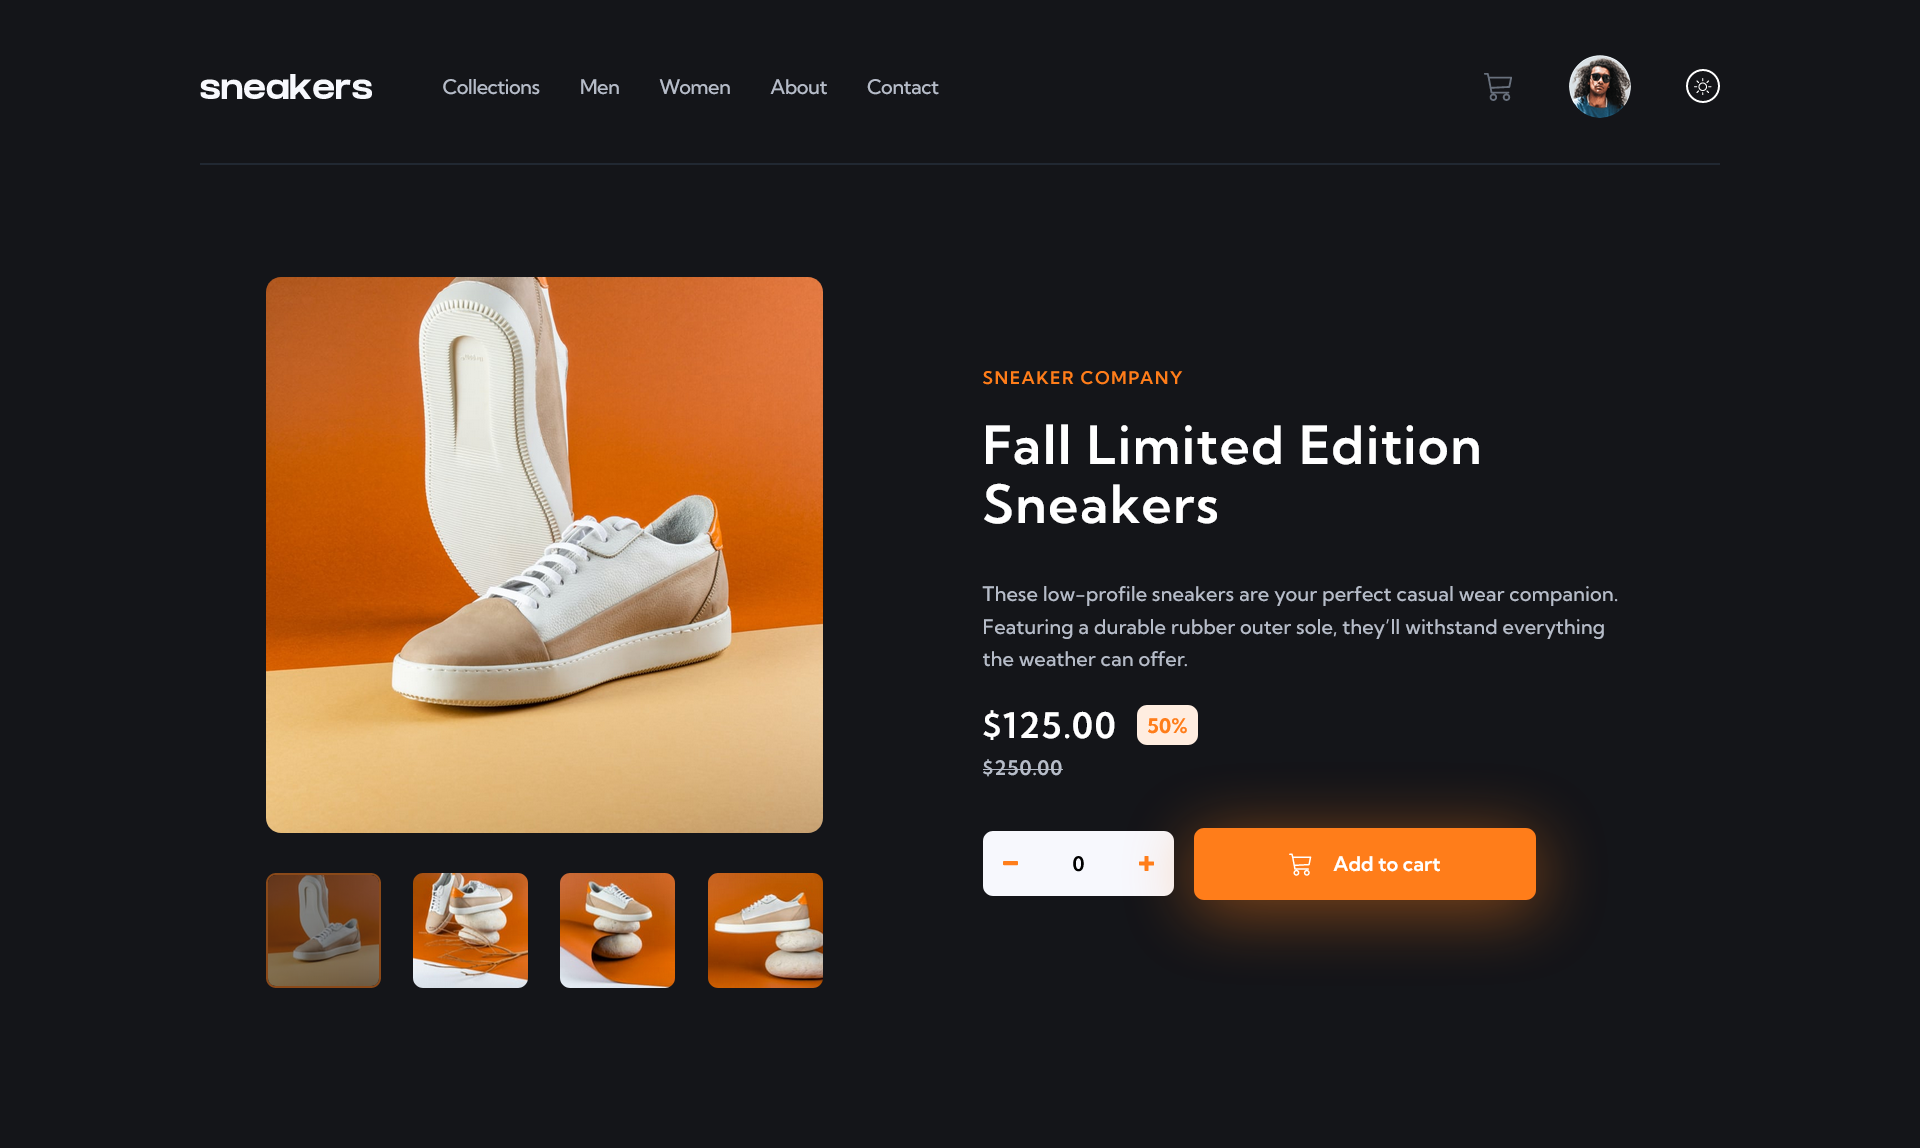 sneakers
Collections Men Women About Contact
SNEAKER COMPANY
Fall Limited Edition
Sneakers
These low-profile sneakers are your perfect casual wear companion.
Featuring a durable rubber outer sole, they’ll withstand everything
the weather can offer.
$125.00 50%
$250.00
0
Add to cart